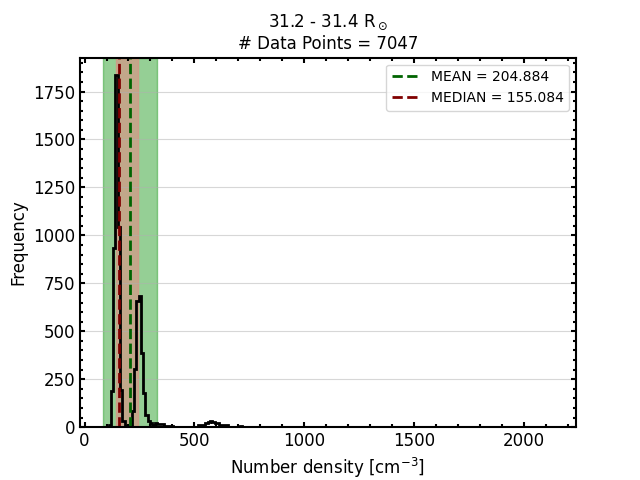 31.2 - 31.4 R⊙
# Data Points = 7047
MEAN = 204.884
MEDIAN = 155.084
Frequency
1750
1500
1250
1000
750
500
250
0
0 500 1000 1500 2000
Number density [cm⁻³]